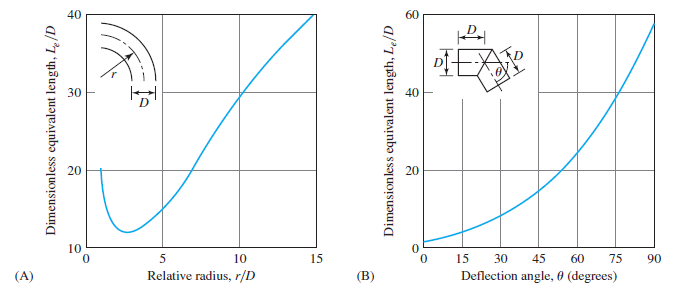 (A)
Dimensionless equivalent length, Le/D
40
30
20
10
0
5
10
15
Relative radius, r/D
r
D
(B)
Dimensionless equivalent length, Le/D
60
40
20
0
0
15
30
45
60
75
90
Deflection angle, θ (degrees)
D
D
D
θ